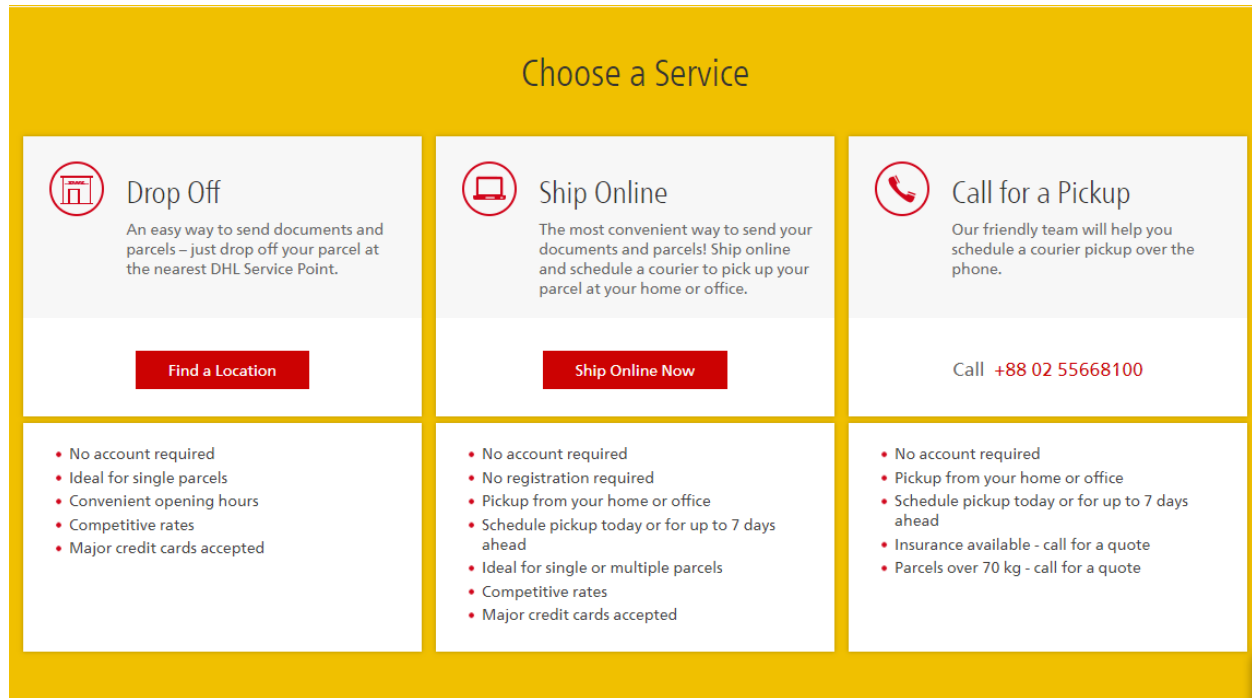 Choose a Service
Drop Off
An easy way to send documents and
parcels – just drop off your parcel at
the nearest DHL Service Point.
Find a Location
• No account required
• Ideal for single parcels
• Convenient opening hours
• Competitive rates
• Major credit cards accepted
Ship Online
The most convenient way to send your
documents and parcels! Ship online
and schedule a courier to pick up your
parcel at your home or office.
Ship Online Now
• No account required
• No registration required
• Pickup from your home or office
• Schedule pickup today or for up to 7 days
ahead
• Ideal for single or multiple parcels
• Competitive rates
• Major credit cards accepted
Call for a Pickup
Our friendly team will help you
schedule a courier pickup over the
phone.
Call +88 02 55668100
• No account required
• Pickup from your home or office
• Schedule pickup today or for up to 7 days
ahead
• Insurance available - call for a quote
• Parcels over 70 kg - call for a quote